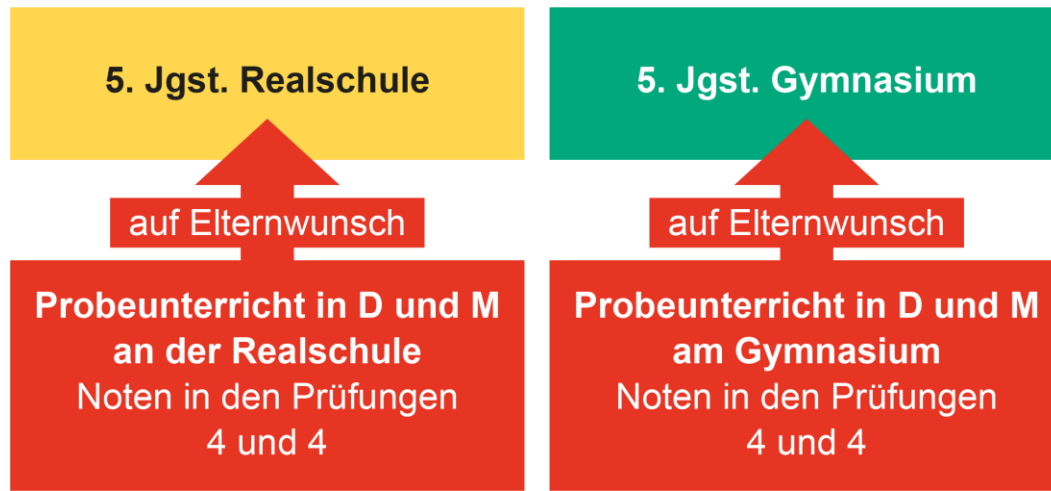 5. Jgst. Realschule
auf Elternwunsch
Probeunterricht in D und M
an der Realschule
Noten in den Prüfungen
4 und 4
5. Jgst. Gymnasium
auf Elternwunsch
Probeunterricht in D und M
am Gymnasium
Noten in den Prüfungen
4 und 4